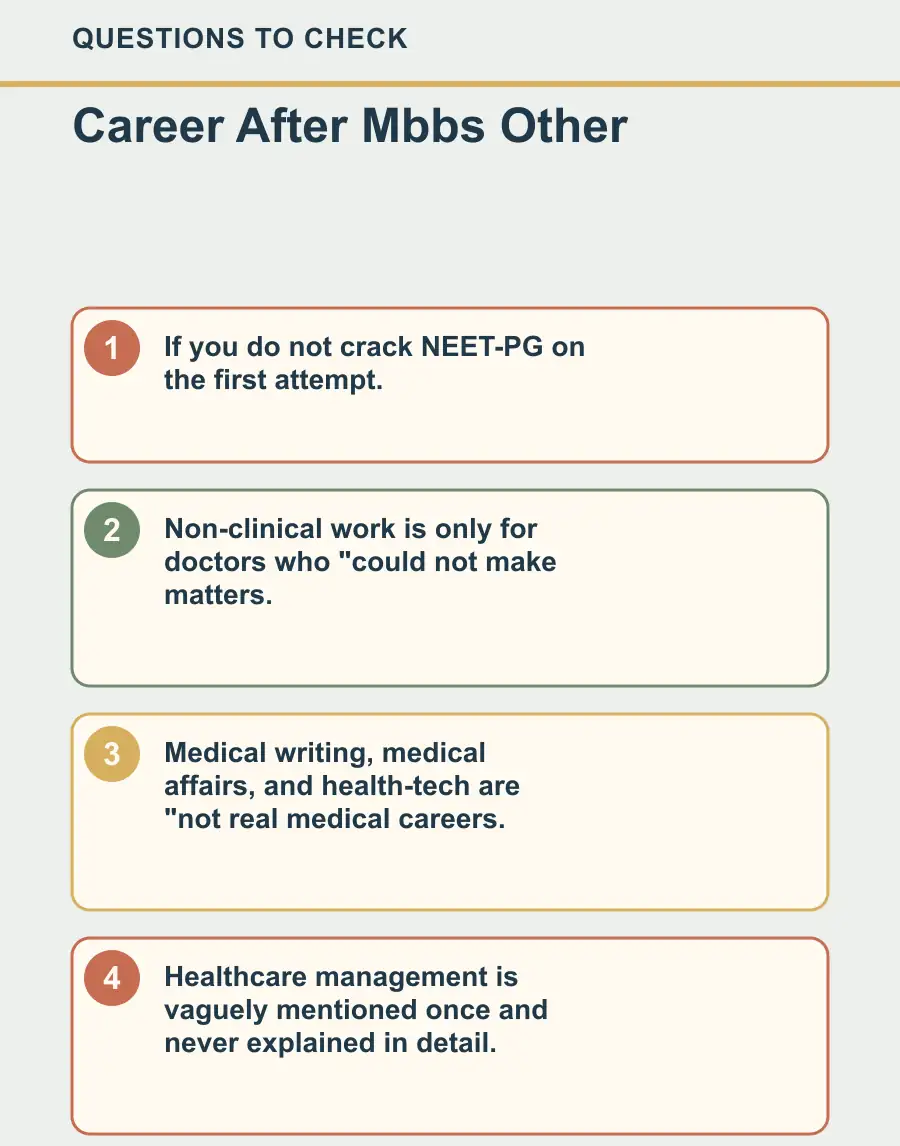 QUESTIONS TO CHECK
Career After Mbbs Other
1
If you do not crack NEET-PG on
the first attempt.
2
Non-clinical work is only for
doctors who "could not make
matters.
3
Medical writing, medical
affairs, and health-tech are
"not real medical careers.
4
Healthcare management is
vaguely mentioned once and
never explained in detail.